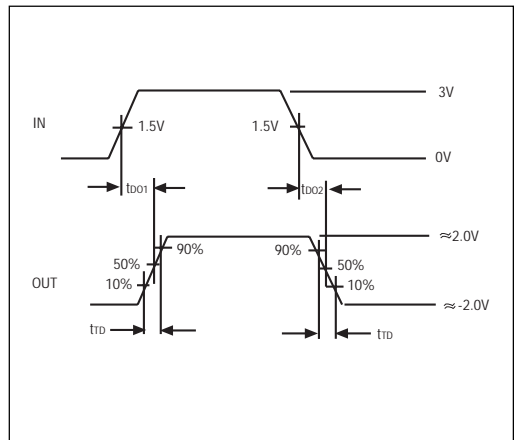 3V
IN
1.5V
1.5V
0V
tDO1
tDO2
≈2.0V
90%
90%
50%
50%
OUT
10%
10%
≈-2.0V
tTD
tTD